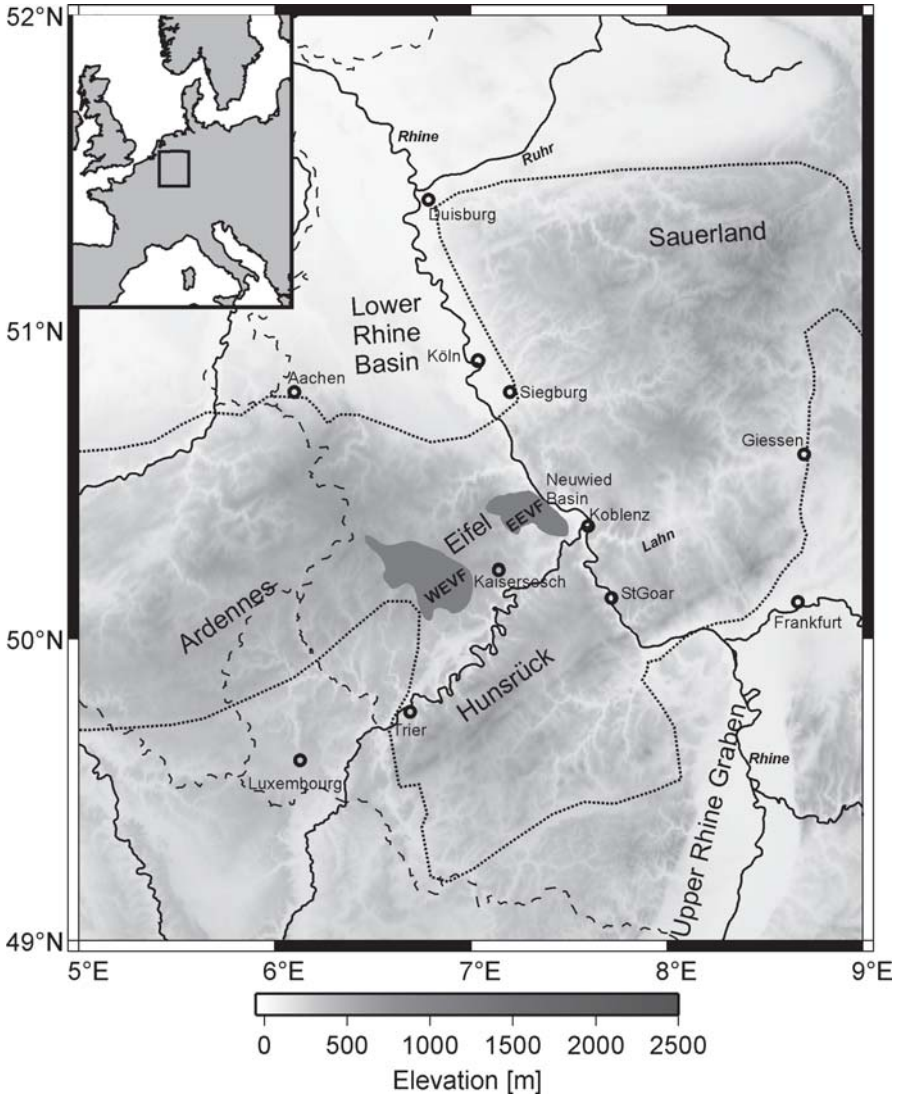 52°N
Rhine
Ruhr
Duisburg
Sauerland
Lower
Rhine
Basin
51°N
Köln
Aachen
Siegburg
Giessen
Neuwied
Basin
EEVF
Koblenz
Eifel
Lahn
WEVF
Kaisersesch
StGoar
Ardennes
50°N
Frankfurt
Hunsrück
Trier
Luxembourg
Rhine
Upper Rhine Graben
49°N
5°E 6°E 7°E 8°E 9°E
0 500 1000 1500 2000 2500
Elevation [m]